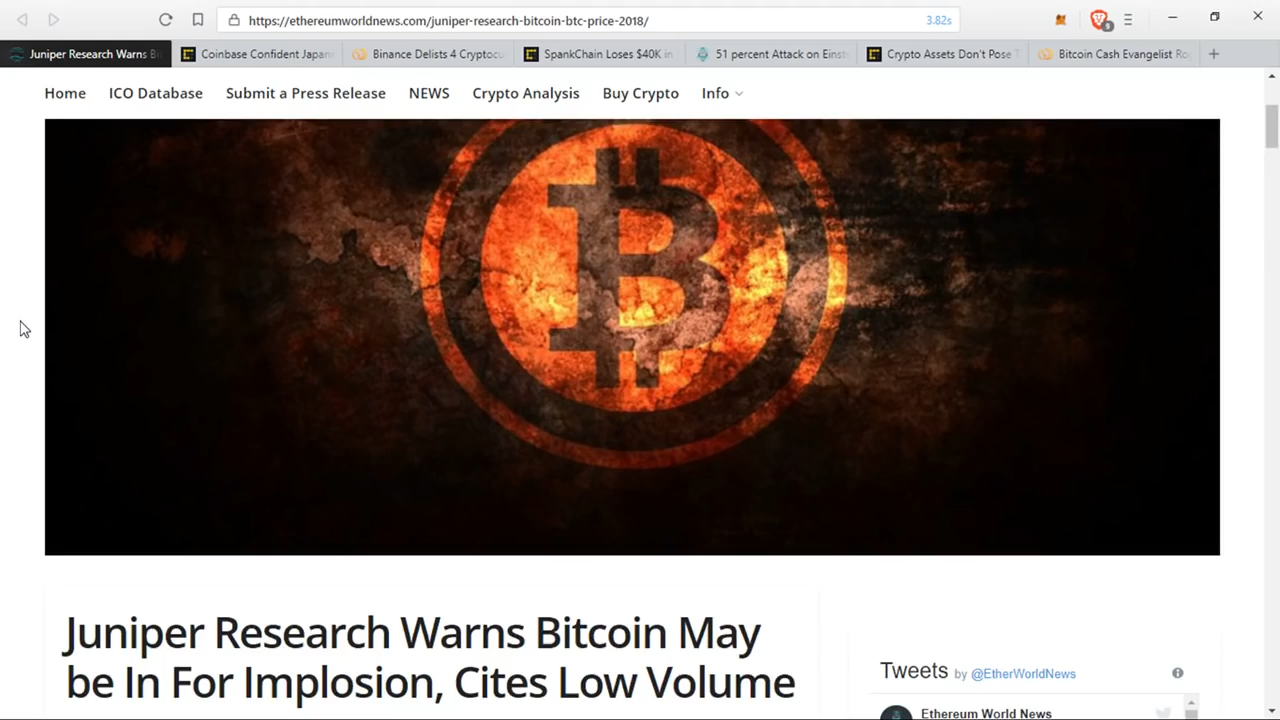 https://ethereumworldnews.com/juniper-research-bitcoin-btc-price-2018/
3.82s
Juniper Research Warns B
Coinbase Confident Japan
Binance Delists 4 Cryptocu
SpankChain Loses $40K in
51 percent Attack on Einst
Crypto Assets Don't Pose T
Bitcoin Cash Evangelist Ro
Home
ICO Database
Submit a Press Release
NEWS
Crypto Analysis
Buy Crypto
Info
Juniper Research Warns Bitcoin May
be In For Implosion, Cites Low Volume
Tweets by @EtherWorldNews
Ethereum World News